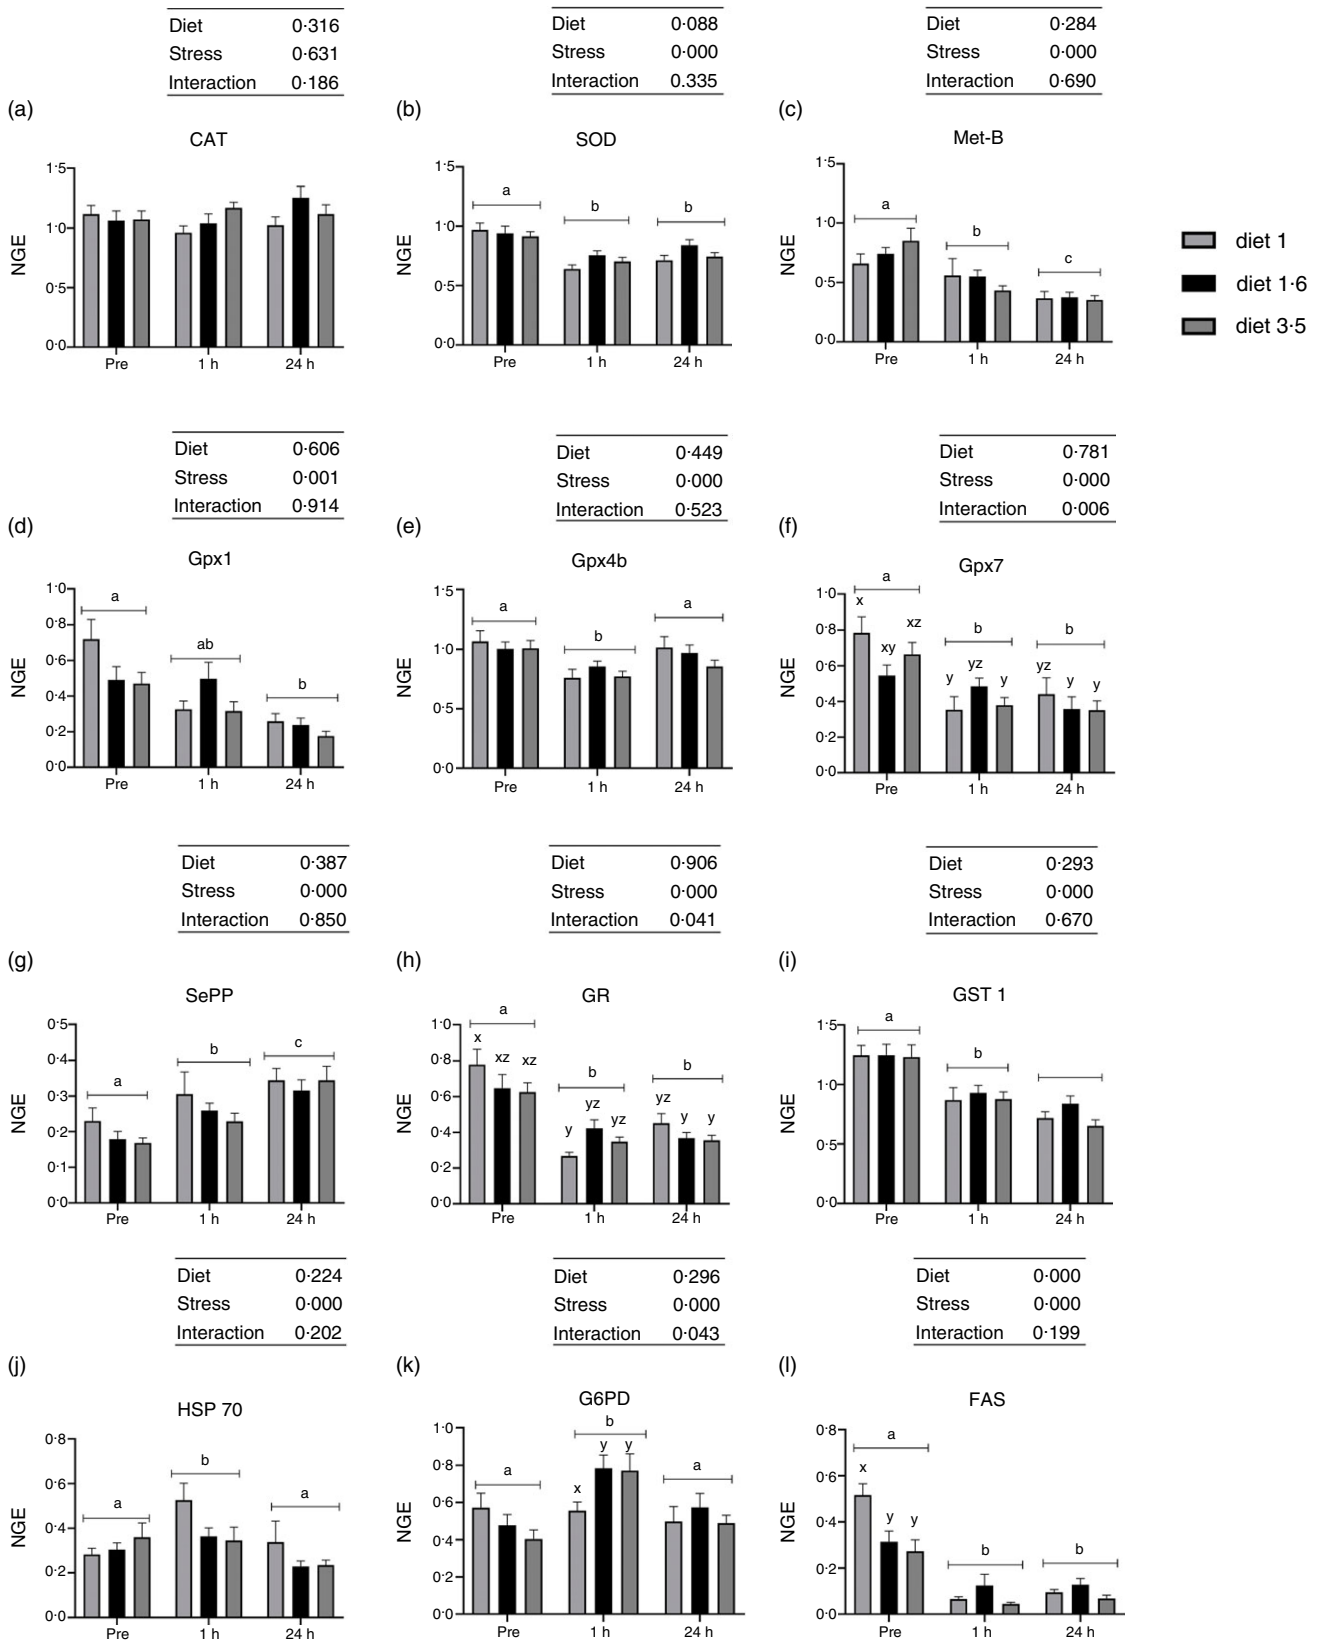 Diet 0·316
Stress 0·631
Interaction 0·186
Diet 0·088
Stress 0·000
Interaction 0.335
Diet 0·284
Stress 0·000
Interaction 0·690
(a)
CAT
1·5
1·0
0·5
0·0
NGE
Pre 1 h 24 h
(b)
SOD
1·5
1·0
0·5
0·0
NGE
a b b
Pre 1 h 24 h
(c)
Met-B
1·5
1·0
0·5
0·0
NGE
a b c
Pre 1 h 24 h
diet 1
diet 1·6
diet 3·5
Diet 0·606
Stress 0·001
Interaction 0·914
Diet 0·449
Stress 0·000
Interaction 0·523
Diet 0·781
Stress 0·000
Interaction 0·006
(d)
Gpx1
1·0
0·8
0·6
0·4
0·2
0·0
NGE
a ab b
Pre 1 h 24 h
(e)
Gpx4b
1·5
1·0
0·5
0·0
NGE
a b a
Pre 1 h 24 h
(f)
Gpx7
1·0
0·8
0·6
0·4
0·2
0·0
NGE
a b b
x xy xz y yz y yz y y
Pre 1 h 24 h
Diet 0·387
Stress 0·000
Interaction 0·850
Diet 0·906
Stress 0·000
Interaction 0·041
Diet 0·293
Stress 0·000
Interaction 0·670
(g)
SePP
0·5
0·4
0·3
0·2
0·1
0·0
NGE
a b c
Pre 1 h 24 h
(h)
GR
1·0
0·8
0·6
0·4
0·2
0·0
NGE
a b b
x xz xz y yz yz yz y y
Pre 1 h 24 h
(i)
GST 1
1·5
1·0
0·5
0·0
NGE
a b
Pre 1 h 24 h
Diet 0·224
Stress 0·000
Interaction 0·202
Diet 0·296
Stress 0·000
Interaction 0·043
Diet 0·000
Stress 0·000
Interaction 0·199
(j)
HSP 70
0·8
0·6
0·4
0·2
0·0
NGE
a b a
Pre 1 h 24 h
(k)
G6PD
1·0
0·8
0·6
0·4
0·2
0·0
NGE
a b a
x y y
Pre 1 h 24 h
(l)
FAS
0·8
0·6
0·4
0·2
0·0
NGE
a b b
x y y
Pre 1 h 24 h